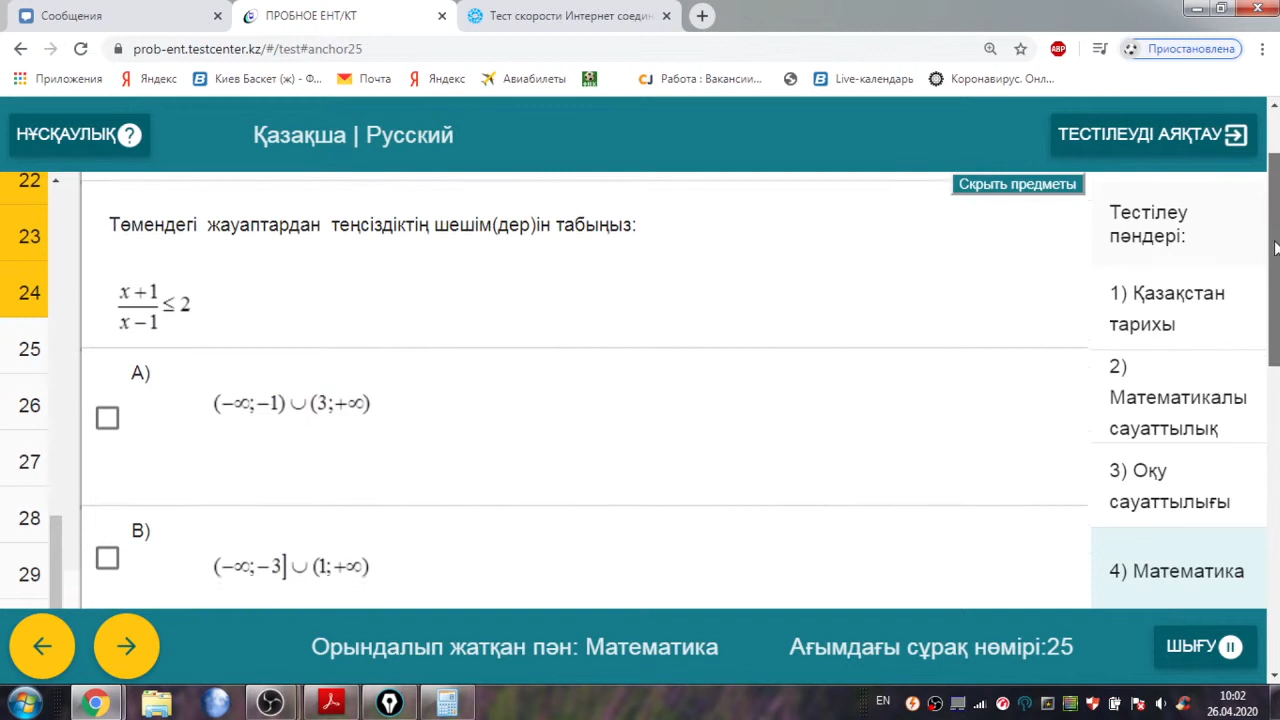 Сообщения
ПРОБНОЕ ЕНТ/КТ
Тест скорости Интернет соедин
prob-ent.testcenter.kz/#/test#anchor25
ABP
Приостановлена
Приложения
Яндекс
Киев Баскет (ж) - Ф...
Почта
Яндекс
Авиабилеты
Работа : Вакансии...
Live-календарь
Коронавирус. Онл...
НҰСҚАУЛЫҚ ?
Қазақша | Русский
ТЕСТІЛЕУДІ АЯҚТАУ
22
23
24
25
26
27
28
29
Скрыть предметы
Төмендегі жауаптардан теңсіздіктің шешім(дер)ін табыңыз:
x+1
x−1
≤ 2
A)
(−∞;−1) ∪ (3;+∞)
B)
(−∞;−3] ∪ (1;+∞)
Тестілеу
пәндері:
1) Қазақстан
тарихы
2)
Математикалы
сауаттылық
3) Оқу
сауаттылығы
4) Математика
Орындалып жатқан пән: Математика
Ағымдағы сұрақ нөмірі:25
ШЫҒУ
EN
10:02
26.04.2020